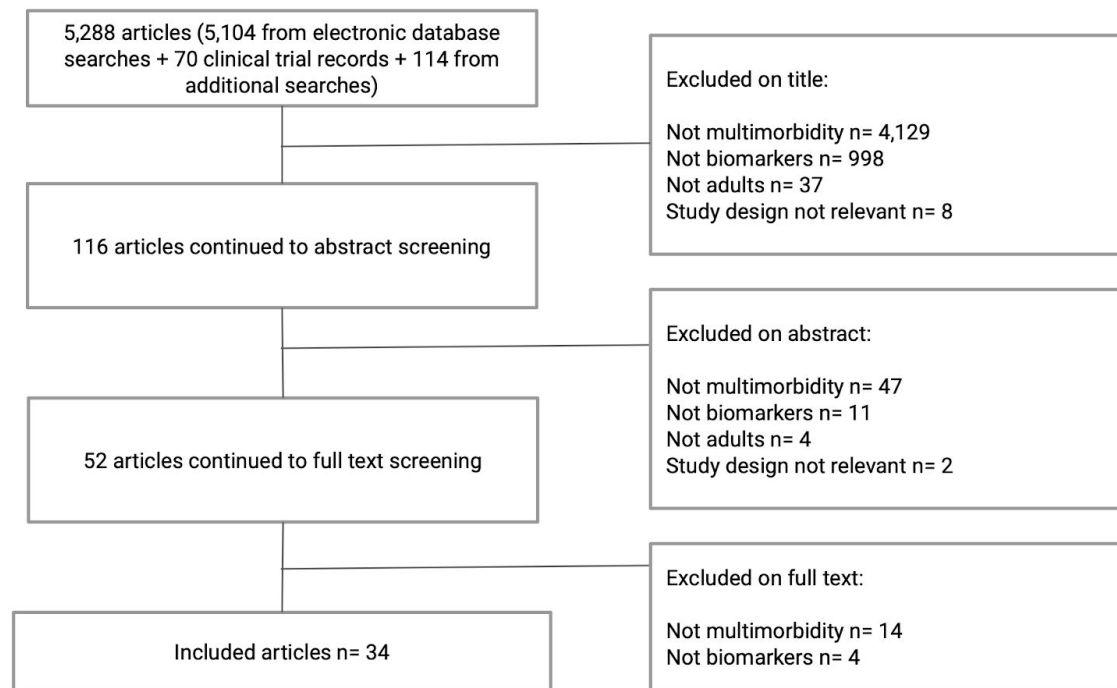 5,288 articles (5,104 from electronic database
searches + 70 clinical trial records + 114 from
additional searches)
Excluded on title:
Not multimorbidity n= 4,129
Not biomarkers n= 998
Not adults n= 37
Study design not relevant n= 8
116 articles continued to abstract screening
Excluded on abstract:
Not multimorbidity n= 47
Not biomarkers n= 11
Not adults n= 4
Study design not relevant n= 2
52 articles continued to full text screening
Excluded on full text:
Not multimorbidity n= 14
Not biomarkers n= 4
Included articles n= 34